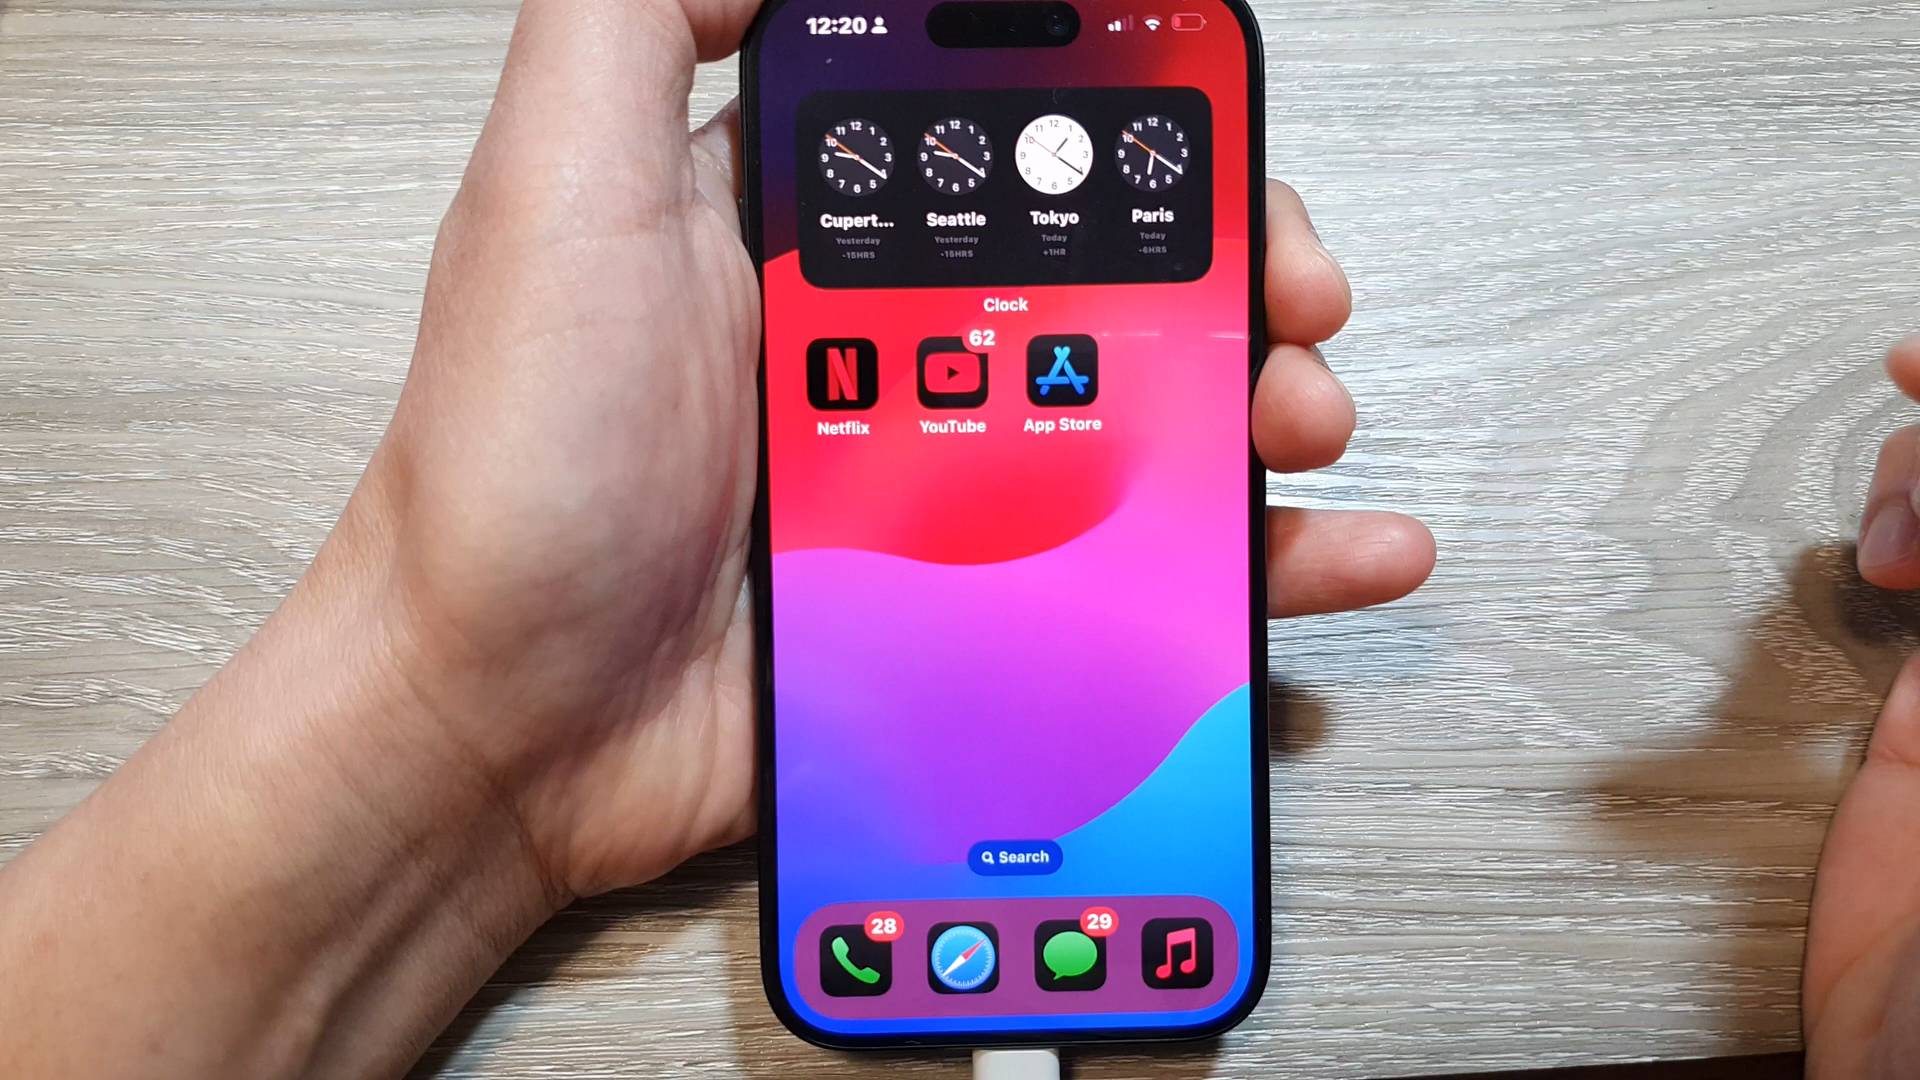 12:20
Cupert... Seattle Tokyo Paris
Yesterday Yesterday Today Today
-15HRS -15HRS +1HR -6HRS
Clock
62
Netflix YouTube App Store
Search
28 29